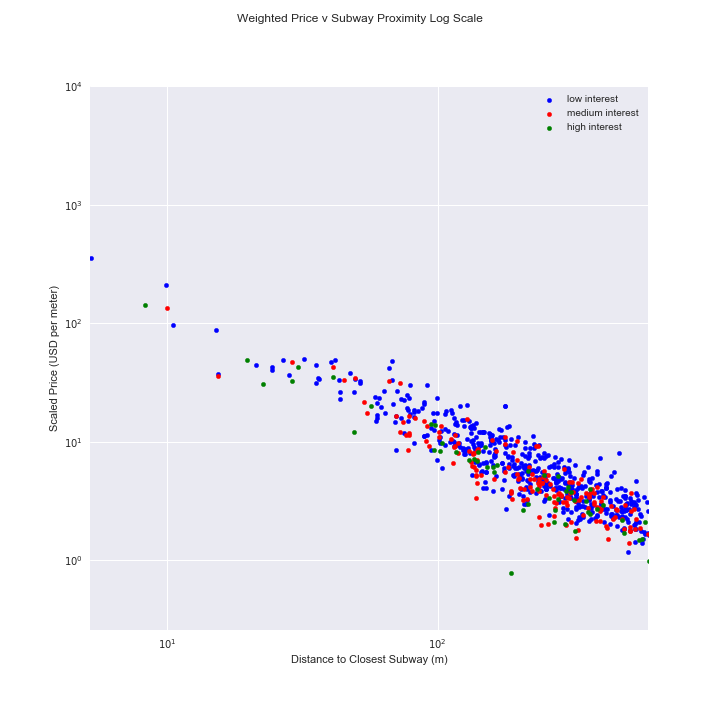 Weighted Price v Subway Proximity Log Scale
low interest
medium interest
high interest
10⁴
10³
10²
10¹
10⁰
Scaled Price (USD per meter)
10¹
10²
Distance to Closest Subway (m)